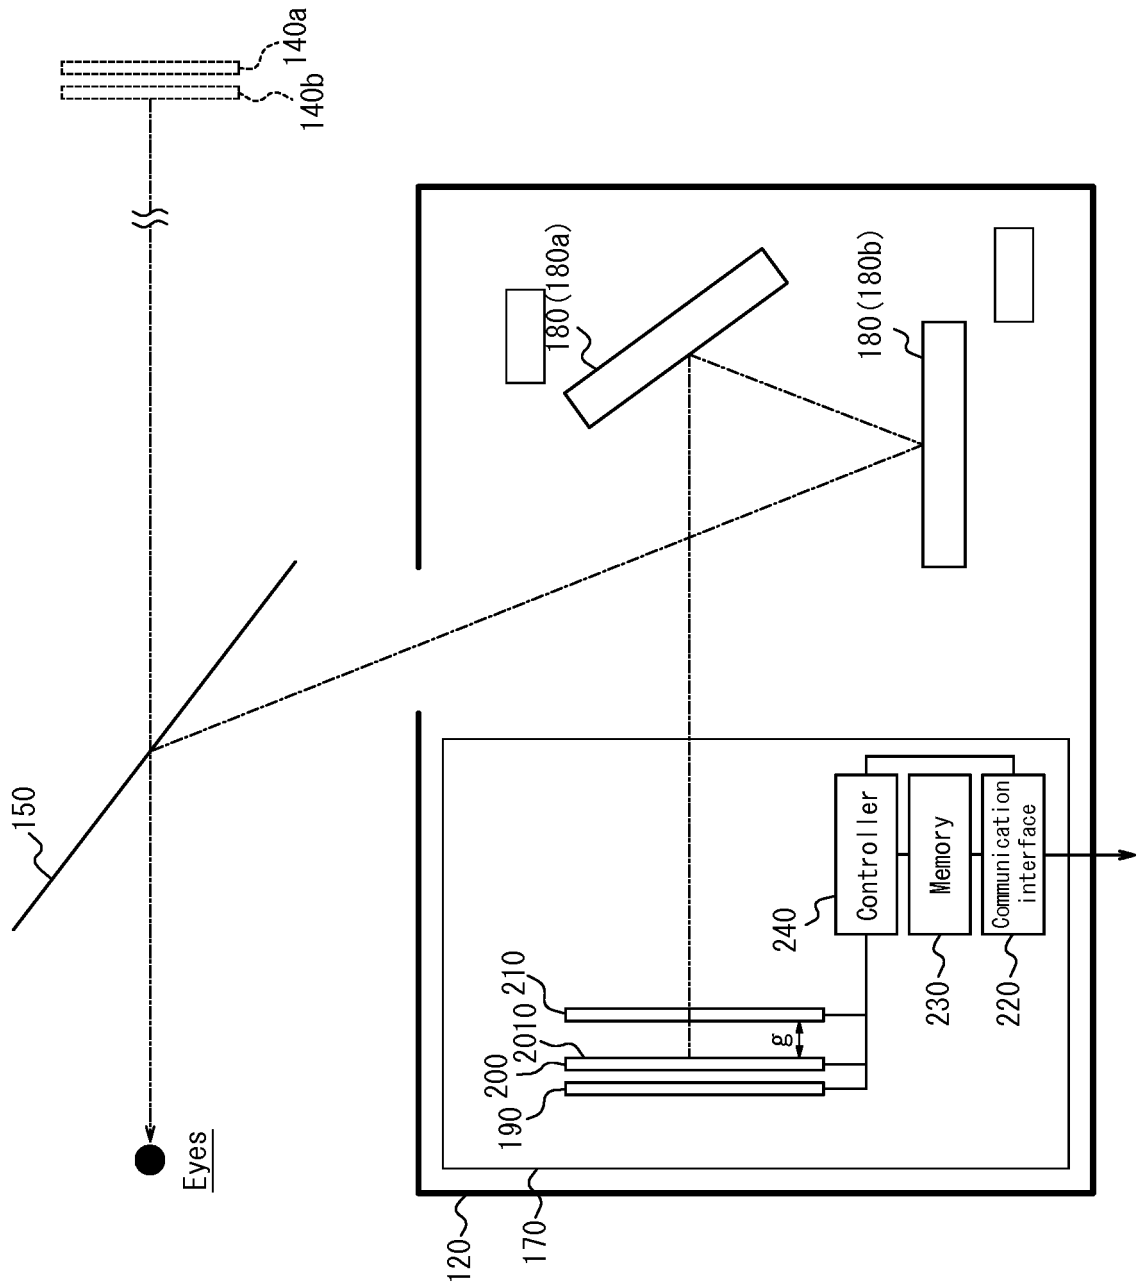 140a
140b
150
Eyes
180(180a)
180(180b)
210
2010
200
190
g
240
Controller
230
Memory
220
Communication
interface
170
120